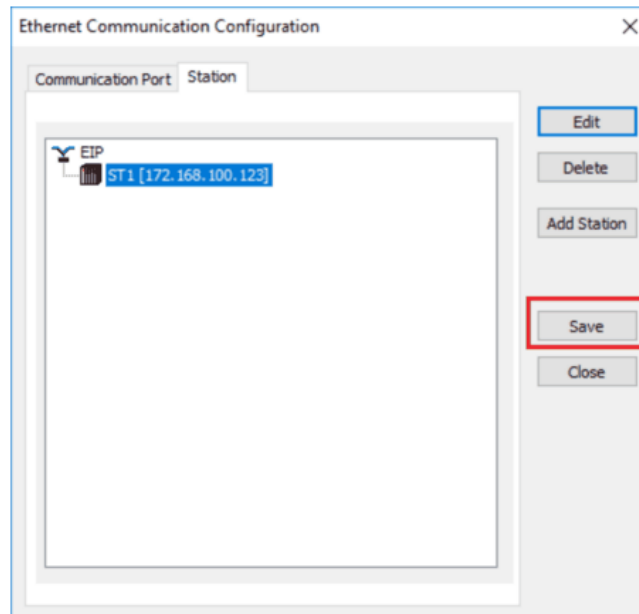 Ethernet Communication Configuration
Communication Port
Station
EIP
ST1 [172.168.100.123]
Edit
Delete
Add Station
Save
Close